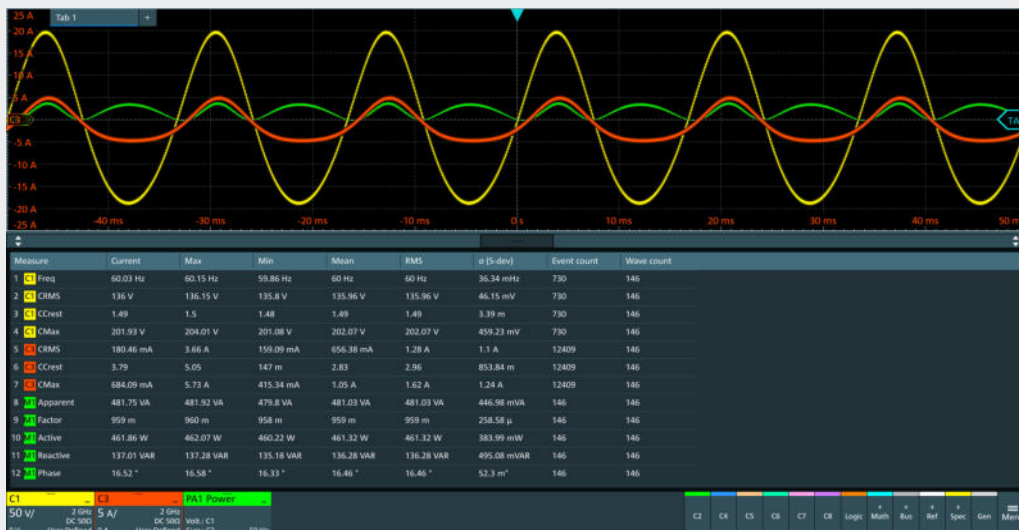 25 A
Tab 1 +
20 A
15 A
10 A
5 A
C3
TA
-5 A
-10 A
-15 A
-20 A
-25 A
-40 ms -30 ms -20 ms -10 ms 0 s 10 ms 20 ms 30 ms 40 ms 50 m
Measure Current Max Min Mean RMS σ (S-dev) Event count Wave count
1 C1 Freq 60.03 Hz 60.15 Hz 59.86 Hz 60 Hz 60 Hz 36.34 mHz 730 146
2 C1 CRMS 136 V 136.15 V 135.8 V 135.96 V 135.96 V 46.15 mV 730 146
3 C1 CCrest 1.49 1.5 1.48 1.49 1.49 3.39 m 730 146
4 C1 CMax 201.93 V 204.01 V 201.08 V 202.07 V 202.07 V 459.23 mV 730 146
5 C3 CRMS 180.46 mA 3.66 A 159.09 mA 656.38 mA 1.28 A 1.1 A 12409 146
6 C3 CCrest 3.79 5.05 147 m 2.83 2.96 853.84 m 12409 146
7 C3 CMax 684.09 mA 5.73 A 415.34 mA 1.05 A 1.62 A 1.24 A 12409 146
8 M1 Apparent 481.75 VA 481.92 VA 479.8 VA 481.03 VA 481.03 VA 446.98 mVA 146 146
9 M1 Factor 959 m 960 m 958 m 959 m 959 m 258.58 µ 146 146
10 M1 Active 461.86 W 462.07 W 460.22 W 461.32 W 461.32 W 383.99 mW 146 146
11 M1 Reactive 137.01 VAR 137.28 VAR 135.18 VAR 136.28 VAR 136.28 VAR 495.08 mVAR 146 146
12 M1 Phase 16.52 ° 16.58 ° 16.33 ° 16.46 ° 16.46 ° 52.3 m° 146 146
C1 C3 PA1 Power
50 V/ 2 GHz 5 A/ 2 GHz
DC 50Ω DC 50Ω Volt.: C1
C2 C4 C5 C6 C7 C8 Logic Math Bus Ref Spec Gen Men